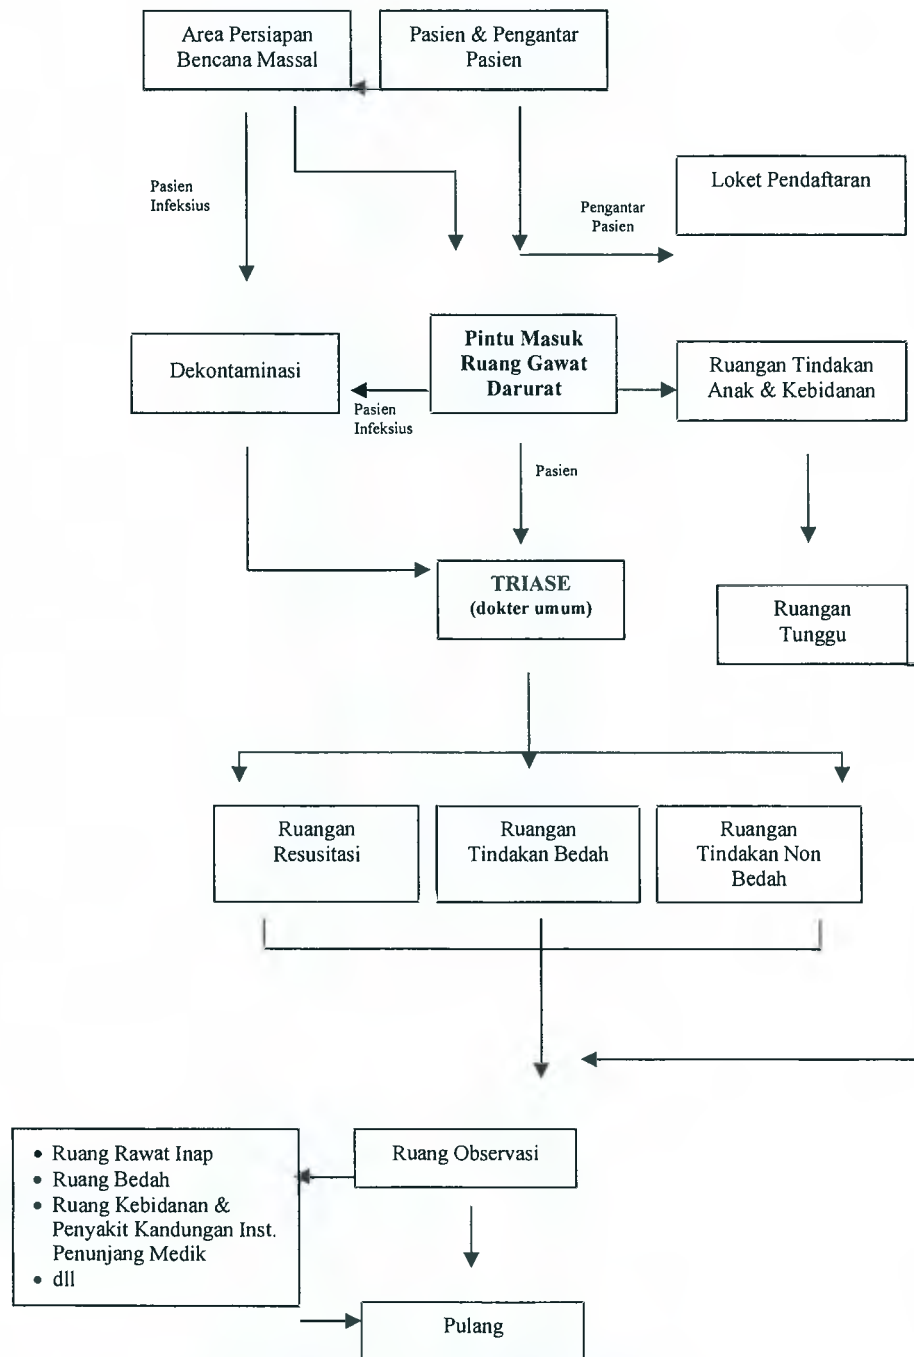 Area Persiapan
Bencana Massal
Pasien & Pengantar
Pasien
Loket Pendaftaran
Pasien
Infeksius
Pengantar
Pasien
Dekontaminasi
Pintu Masuk
Ruang Gawat
Darurat
Ruangan Tindakan
Anak & Kebidanan
Pasien
Infeksius
Pasien
TRIASE
(dokter umum)
Ruangan
Tunggu
Ruangan
Resusitasi
Ruangan
Tindakan Bedah
Ruangan
Tindakan Non
Bedah
• Ruang Rawat Inap
• Ruang Bedah
• Ruang Kebidanan &
Penyakit Kandungan Inst.
Penunjang Medik
• dll
Ruang Observasi
Pulang